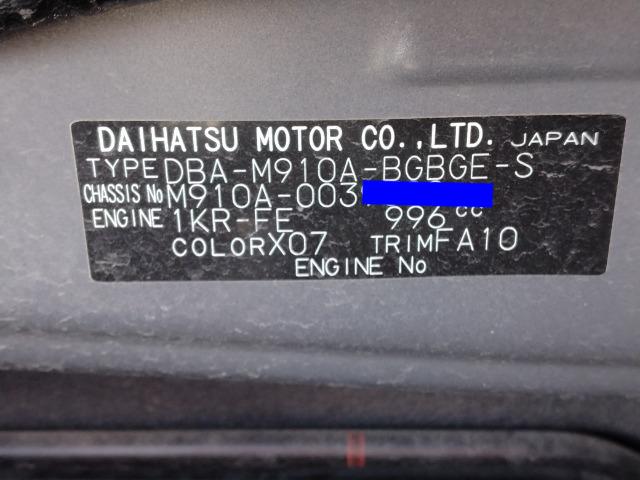 DAIHATSU MOTOR CO.,LTD. JAPAN
TYPE DBA-M910A-BGBGE-S
CHASSIS No M910A-003
ENGINE 1KR-FE 996 cc
COLOR X07 TRIM FA10
ENGINE No